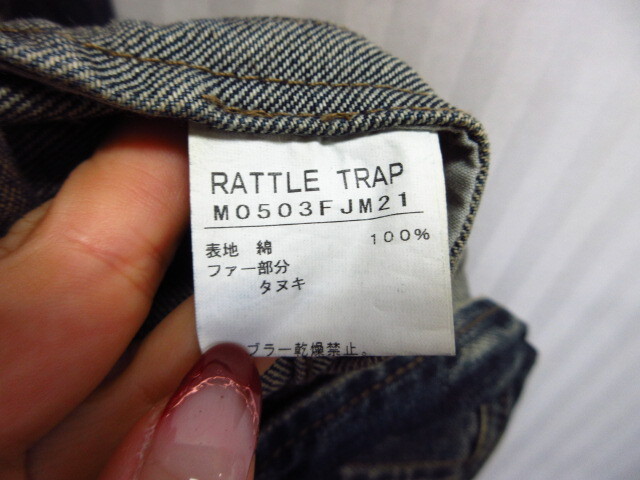 RATTLE TRAP
M0503FJM21
表地 綿 100%
ファー部分
タヌキ
ブラー乾燥禁止。